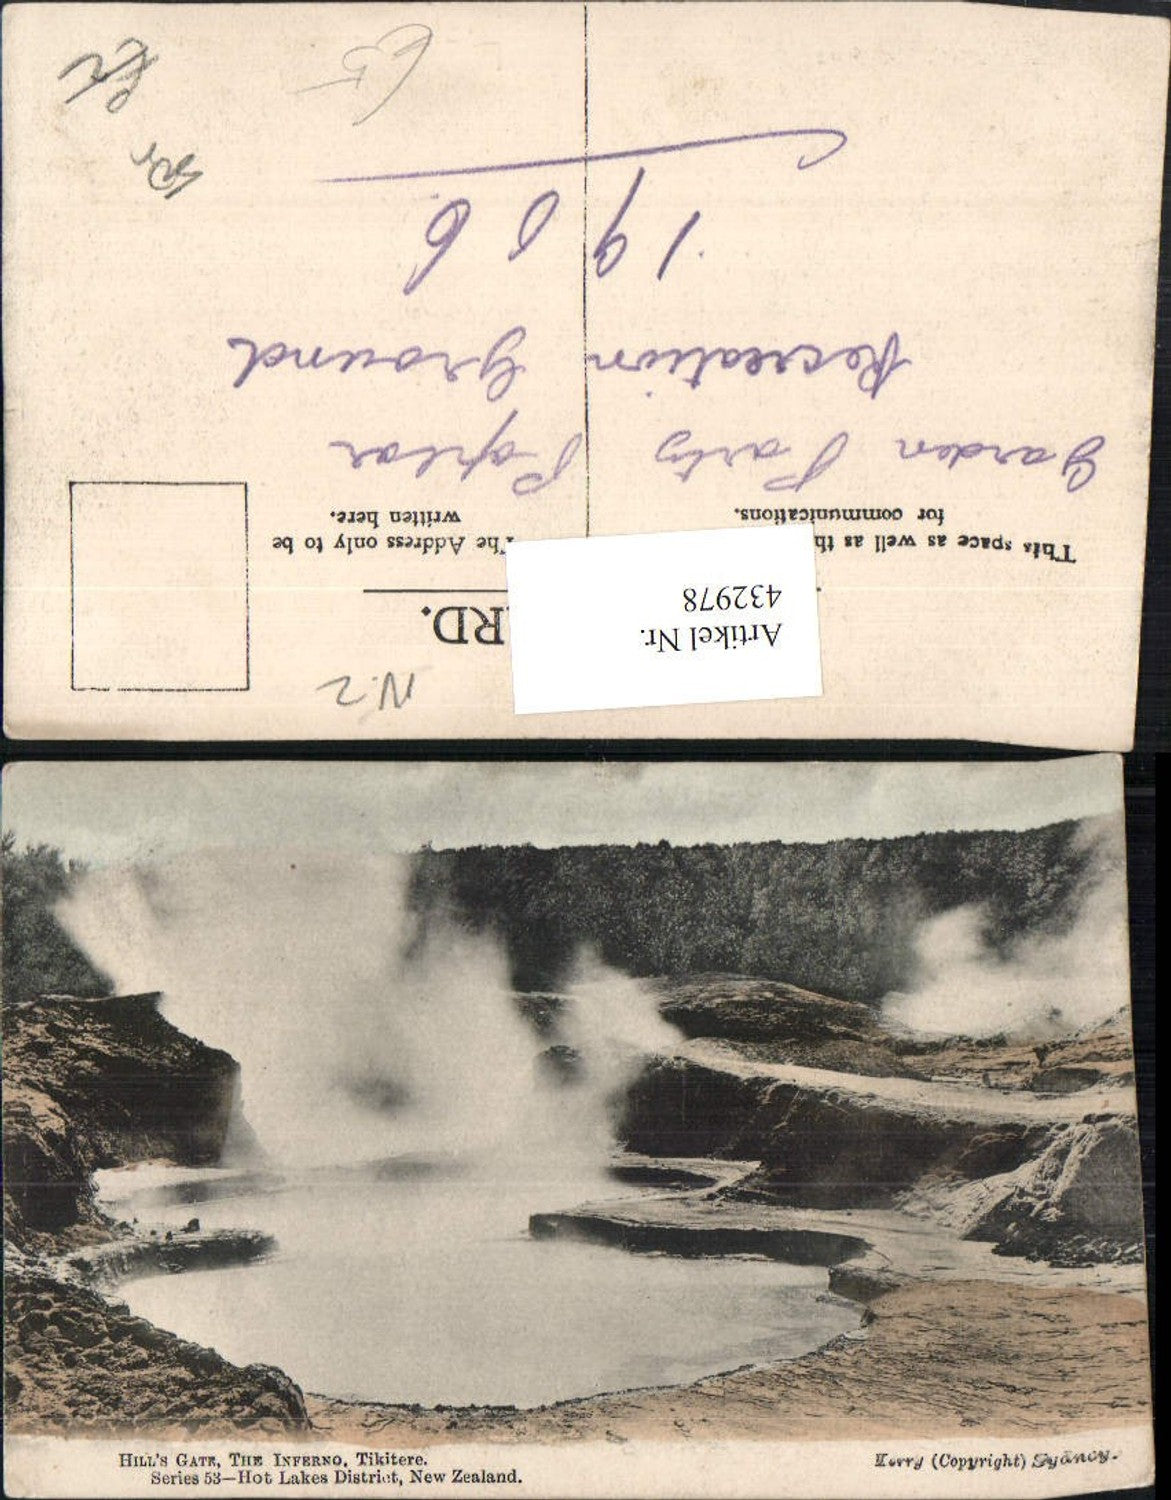 N.Z
RD.
Artikel Nr.
432978
This space as well as th
for communications.
The Address only to be
written here.
Garden Party Poplar
Recreation Ground
1906
65
HILL'S GATE, THE INFERNO, Tikitere.
Series 53—Hot Lakes District, New Zealand.
Kerry (Copyright) Sydney.